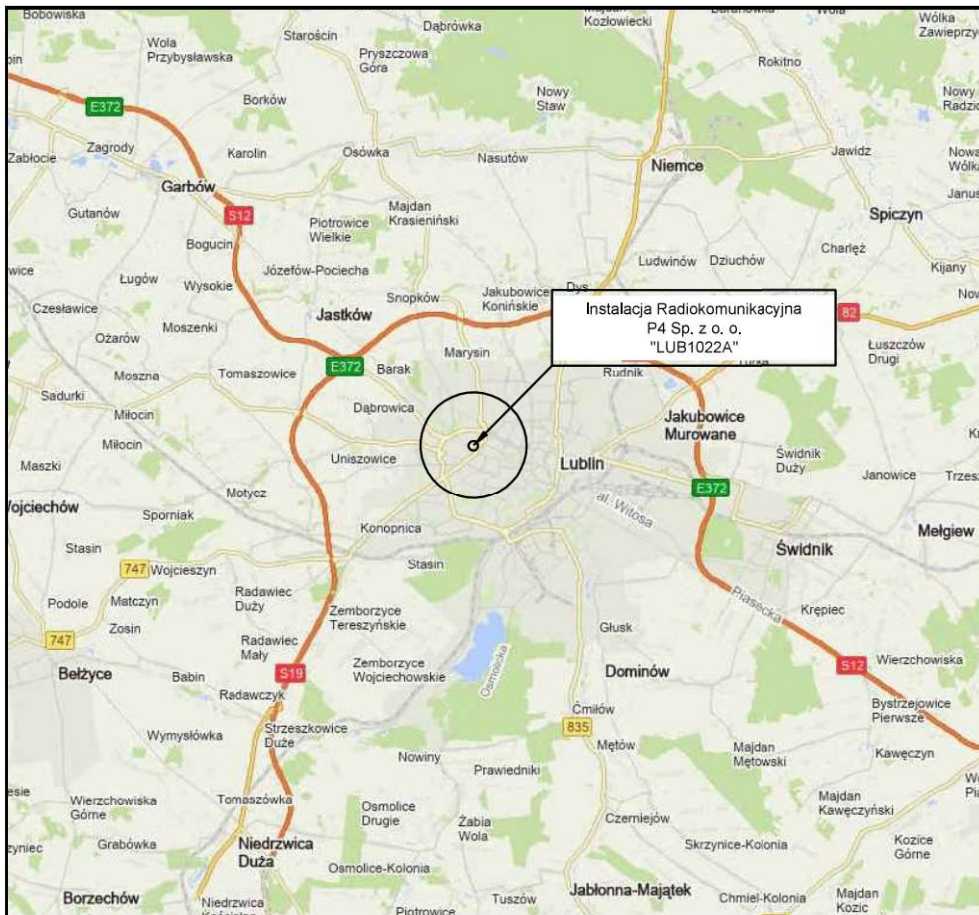 Bobowiska
Dąbrówka
Majdan
Kozłowiecki
Wola
Wólka
Starościn
Wola
Przybysławska
Pryszczowa
Góra
Rokitno
E372
Borków
Nowy
Staw
Nowy
Zagrody
Zabłocie
Karolin
Osówka
Nasutów
Niemce
Jawidz
Garbów
Gutanów
S12
Majdan
Krasieniński
Piotrowice
Wielkie
Spiczyn
Bogucin
Charlęż
Ludwinów
Dziuchów
Kijany
Ługów
Wysokie
Józefów-Pociecha
Snopków
Jakubowice
Konińskie
Dys
Czesławice
Jastków
Instalacja Radiokomunikacyjna
P4 Sp. z o. o.
"LUB1022A"
82
Moszenki
Ożarów
Marysin
Łuszczów
Drugi
E372
Barak
Rudnik
Moszna
Tomaszowice
Sadurki
Dąbrowica
Miłocin
Jakubowice
Murowane
Miłocin
Uniszowice
Lublin
Świdnik
Duży
Maszki
Motycz
Janowice
E372
al. Witosa
Sporniak
Konopnica
Mełgiew
Stasin
Stasin
Świdnik
747
Wojcieszyn
Radawiec
Duży
Podole
Matczyn
Zemborzyce
Tereszyńskie
Piasecka
Krępiec
Zosin
Głusk
747
Radawiec
Mały
Zemborzyce
Wojciechowskie
Osmolicka
Dominów
S12
Wierzchowiska
Bełżyce
Babin
S19
Radawczyk
Bystrzejowice
Pierwsze
Ćmiłów
Wymysłówka
Strzeszkowice
Duże
835
Mętów
Majdan
Mętowski
Kawęczyn
Nowiny
Prawiedniki
Wierzchowiska
Górne
Tomaszówka
Osmolice
Drugie
Majdan
Kawęczyński
Żabia
Wola
Czerniejów
Grabówka
Niedrzwica
Duża
Skrzynice-Kolonia
Kozice
Górne
Osmolice-Kolonia
Borzechów
Niedrzwica
Tuszów
Jabłonna-Majątek
Chmiel-Kolonia
Majdan
Kozic
Piotrowice